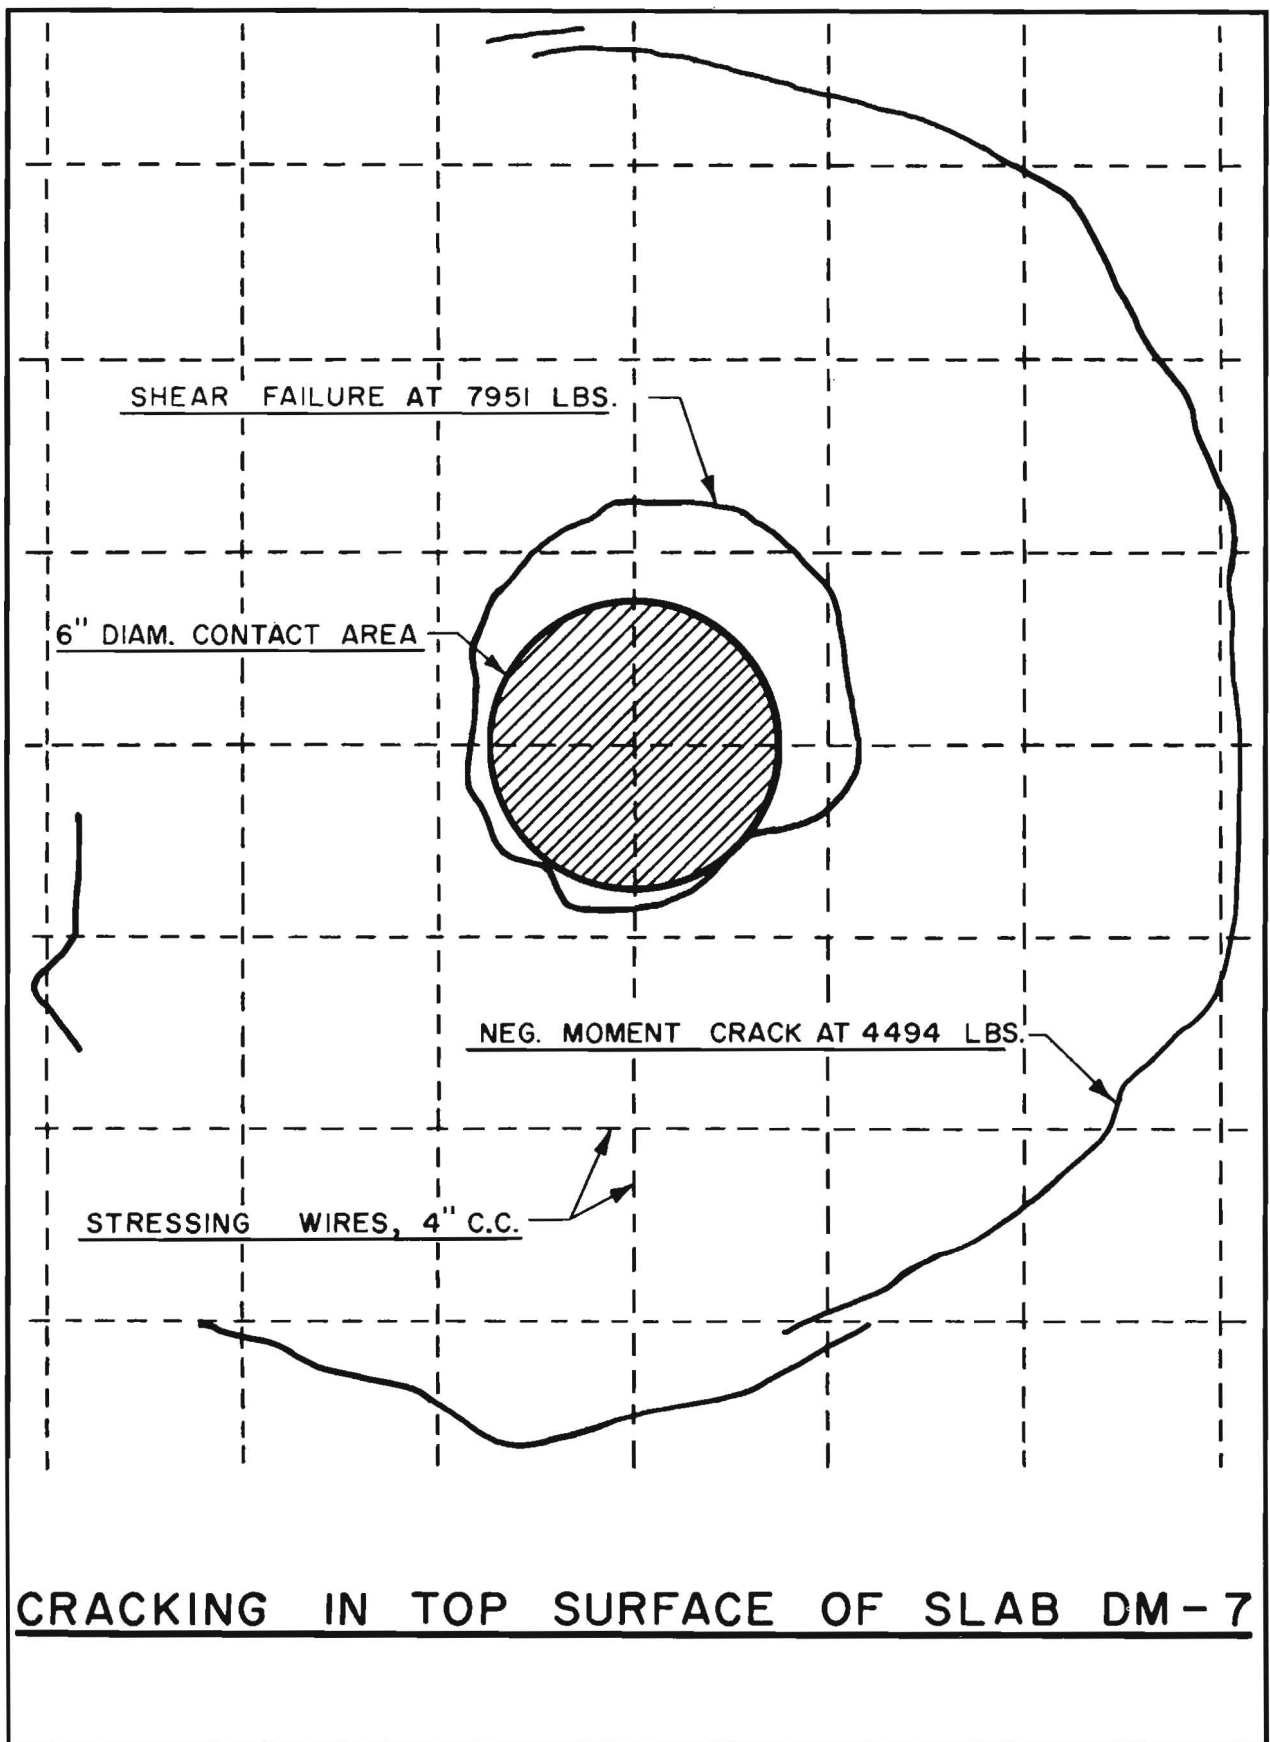 SHEAR FAILURE AT 7951 LBS.
6" DIAM. CONTACT AREA
NEG. MOMENT CRACK AT 4494 LBS.
STRESSING WIRES, 4" C.C.
CRACKING IN TOP SURFACE OF SLAB DM-7